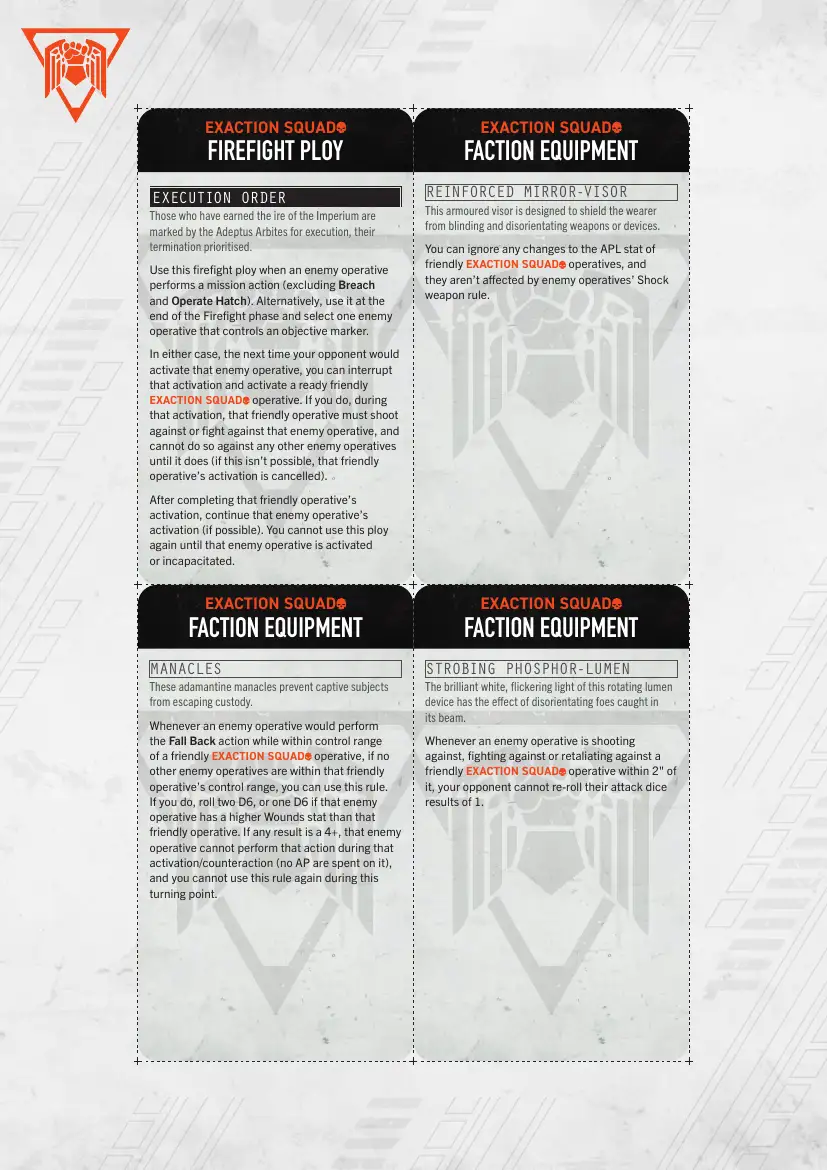 EXACTION SQUAD
FIREFIGHT PLOY
EXECUTION ORDER
Those who have earned the ire of the Imperium are
marked by the Adeptus Arbites for execution, their
termination prioritised.
Use this firefight ploy when an enemy operative
performs a mission action (excluding Breach
and Operate Hatch). Alternatively, use it at the
end of the Firefight phase and select one enemy
operative that controls an objective marker.
In either case, the next time your opponent would
activate that enemy operative, you can interrupt
that activation and activate a ready friendly
EXACTION SQUAD operative. If you do, during
that activation, that friendly operative must shoot
against or fight against that enemy operative, and
cannot do so against any other enemy operatives
until it does (if this isn't possible, that friendly
operative's activation is cancelled).
After completing that friendly operative's
activation, continue that enemy operative's
activation (if possible). You cannot use this ploy
again until that enemy operative is activated
or incapacitated.
EXACTION SQUAD
FACTION EQUIPMENT
REINFORCED MIRROR-VISOR
This armoured visor is designed to shield the wearer
from blinding and disorientating weapons or devices.
You can ignore any changes to the APL stat of
friendly EXACTION SQUAD operatives, and
they aren't affected by enemy operatives' Shock
weapon rule.
EXACTION SQUAD
FACTION EQUIPMENT
MANACLES
These adamantine manacles prevent captive subjects
from escaping custody.
Whenever an enemy operative would perform
the Fall Back action while within control range
of a friendly EXACTION SQUAD operative, if no
other enemy operatives are within that friendly
operative's control range, you can use this rule.
If you do, roll two D6, or one D6 if that enemy
operative has a higher Wounds stat than that
friendly operative. If any result is a 4+, that enemy
operative cannot perform that action during that
activation/counteraction (no AP are spent on it),
and you cannot use this rule again during this
turning point.
EXACTION SQUAD
FACTION EQUIPMENT
STROBING PHOSPHOR-LUMEN
The brilliant white, flickering light of this rotating lumen
device has the effect of disorientating foes caught in
its beam.
Whenever an enemy operative is shooting
against, fighting against or retaliating against a
friendly EXACTION SQUAD operative within 2" of
it, your opponent cannot re-roll their attack dice
results of 1.